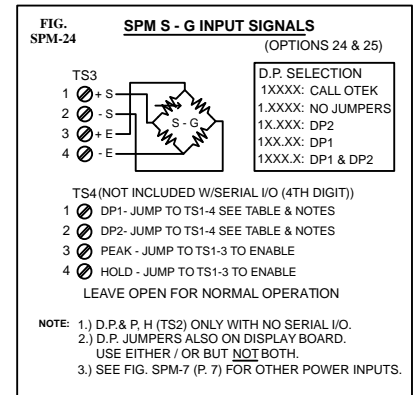 FIG.
SPM-24
SPM S - G INPUT SIGNALS
(OPTIONS 24 & 25)
TS3
1 + S
2 - S
3 + E
4 - E
S - G
D.P. SELECTION
1XXXX: CALL OTEK
1.XXXX: NO JUMPERS
1X.XXX: DP2
1XX.XX: DP1
1XXX.X: DP1 & DP2
TS4 (NOT INCLUDED W/SERIAL I/O (4TH DIGIT))
1 DP1- JUMP TO TS1-4 SEE TABLE & NOTES
2 DP2- JUMP TO TS1-4 SEE TABLE & NOTES
3 PEAK - JUMP TO TS1-3 TO ENABLE
4 HOLD - JUMP TO TS1-3 TO ENABLE
LEAVE OPEN FOR NORMAL OPERATION
NOTE: 1.) D.P.& P, H (TS2) ONLY WITH NO SERIAL I/O.
2.) D.P. JUMPERS ALSO ON DISPLAY BOARD.
USE EITHER / OR BUT NOT BOTH.
3.) SEE FIG. SPM-7 (P. 7) FOR OTHER POWER INPUTS.